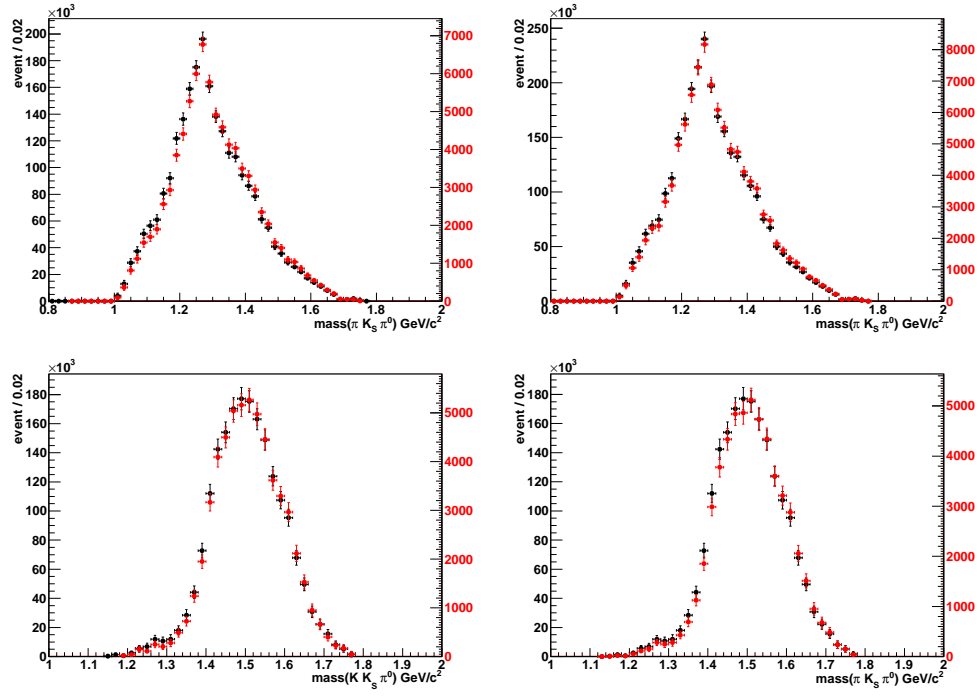 ×10³ ×10³
event / 0.02 200 180 160 140 120 100 80 60 40 20 0 7000 6000 5000 4000 3000 2000 1000 0
event / 0.02 250 200 150 100 50 0 8000 7000 6000 5000 4000 3000 2000 1000 0
0.8 1 1.2 1.4 1.6 1.8 2 0.8 1 1.2 1.4 1.6 1.8 2
mass(π K_S π⁰) GeV/c² mass(π K_S π⁰) GeV/c²
×10³ ×10³
event / 0.02 180 160 140 120 100 80 60 40 20 0 5000 4000 3000 2000 1000 0
event / 0.02 180 160 140 120 100 80 60 40 20 0 5000 4000 3000 2000 1000 0
1 1.1 1.2 1.3 1.4 1.5 1.6 1.7 1.8 1.9 2 1 1.1 1.2 1.3 1.4 1.5 1.6 1.7 1.8 1.9 2
mass(K K_S π⁰) GeV/c² mass(π K_S π⁰) GeV/c²